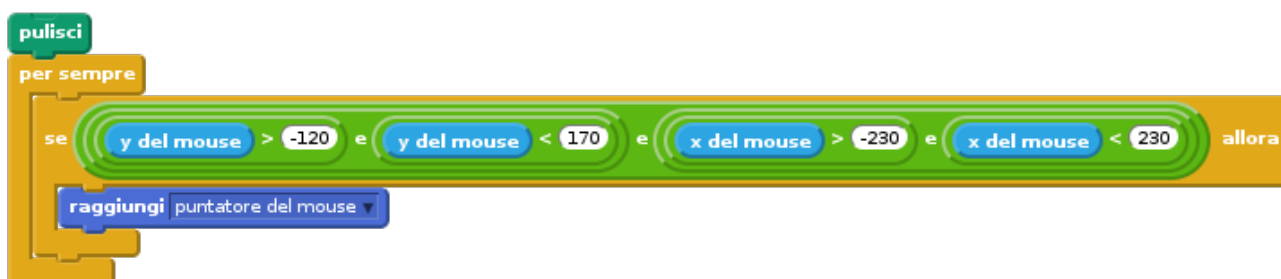 pulisci
per sempre
se y del mouse > -120 e y del mouse < 170 e x del mouse > -230 e x del mouse < 230 allora
raggiungi puntatore del mouse